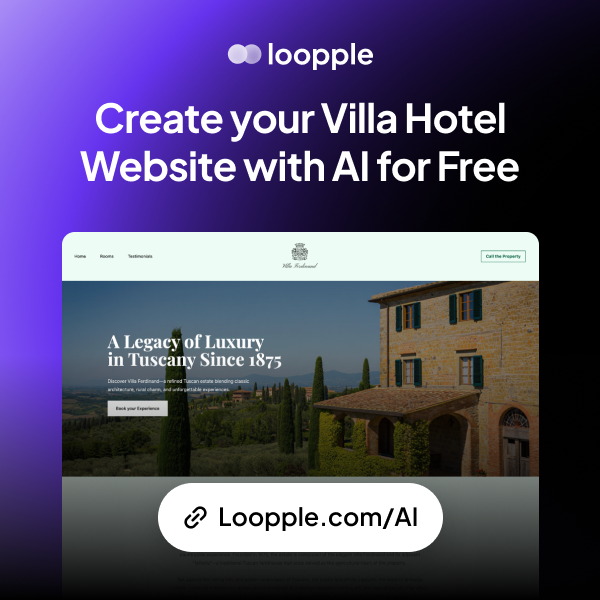 loopple
Create your Villa Hotel
Website with AI for Free
Home Rooms Testimonials
Villa Ferdinand
Call the Property
A Legacy of Luxury
in Tuscany Since 1875
Discover Villa Ferdinand—a refined Tuscan estate blending classic
architecture, rural charm, and unforgettable experiences.
Book your Experience
Loopple.com/AI